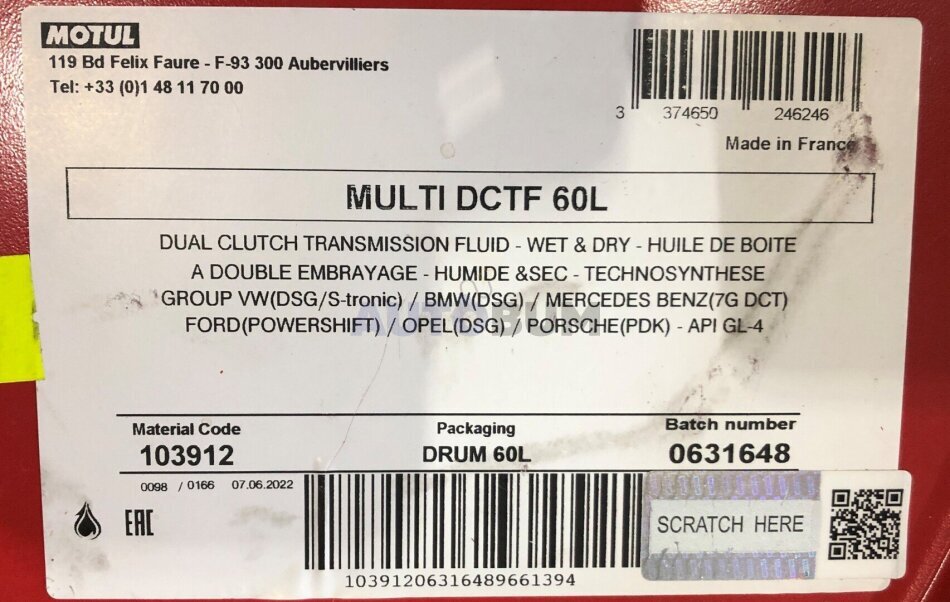 MOTUL
119 Bd Felix Faure - F-93 300 Aubervilliers
Tel: +33 (0)1 48 11 70 00
3 374650 246246
Made in France
MULTI DCTF 60L
DUAL CLUTCH TRANSMISSION FLUID - WET & DRY - HUILE DE BOITE
A DOUBLE EMBRAYAGE - HUMIDE &SEC - TECHNOSYNTHESE
GROUP VW(DSG/S-tronic) / BMW(DSG) / MERCEDES BENZ(7G DCT)
AUTOBUM
FORD(POWERSHIFT) / OPEL(DSG) / PORSCHE(PDK) - API GL-4
Material Code Packaging Batch number
103912 DRUM 60L 0631648
0098 / 0166 07.06.2022
EAC
SCRATCH HERE
10391206316489661394